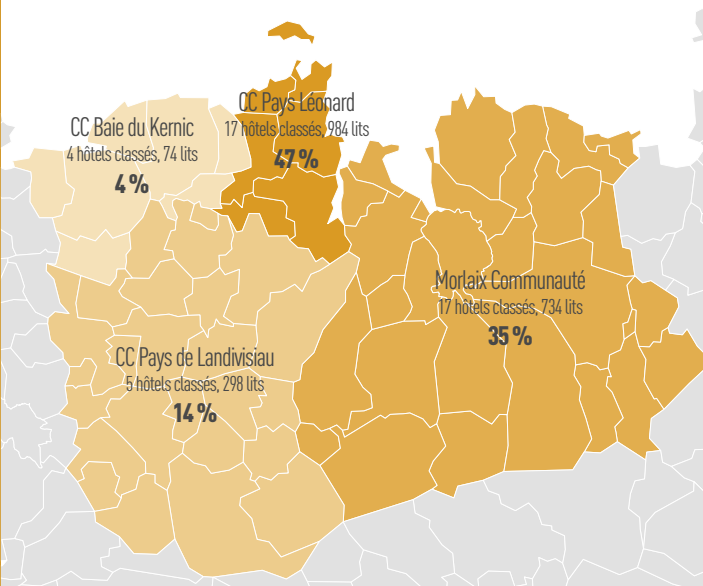 CC Pays Léonard
17 hôtels classés, 984 lits
47 %
CC Baie du Kernic
4 hôtels classés, 74 lits
4 %
Morlaix Communauté
17 hôtels classés, 734 lits
35 %
CC Pays de Landivisiau
5 hôtels classés, 298 lits
14 %